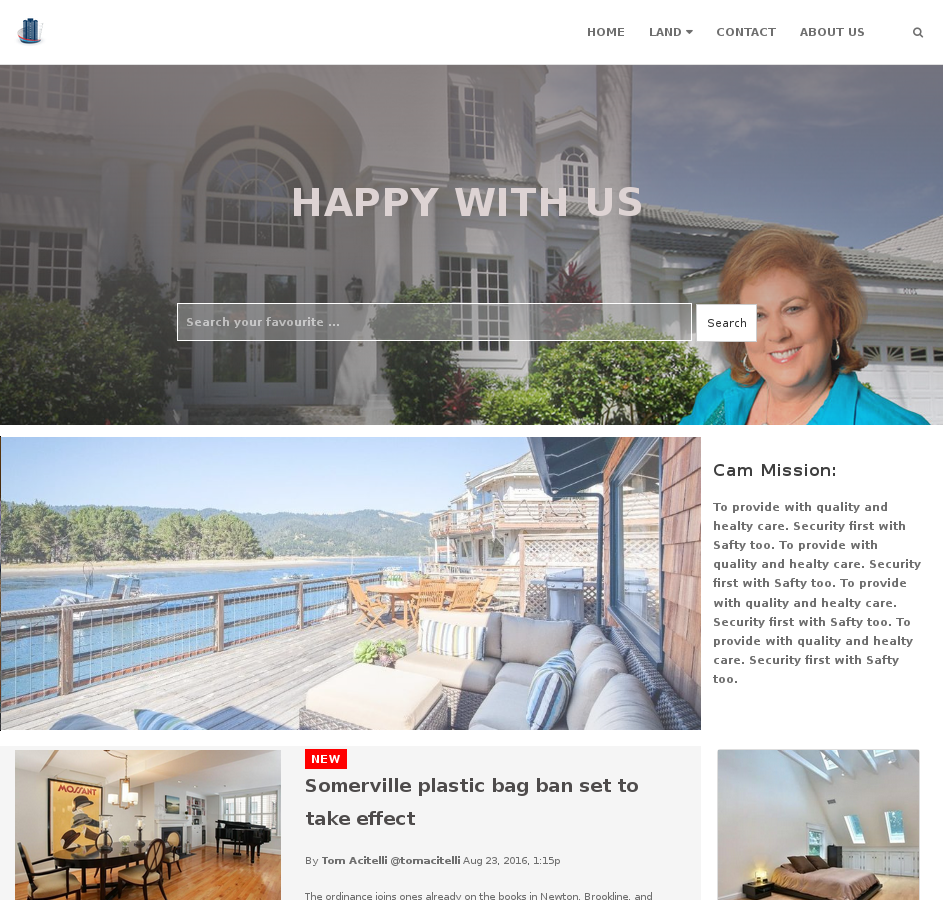 HOME LAND CONTACT ABOUT US
HAPPY WITH US
Search your favourite ...
Search
Cam Mission:
To provide with quality and
healty care. Security first with
Safty too. To provide with
quality and healty care. Security
first with Safty too. To provide
with quality and healty care.
Security first with Safty too. To
provide with quality and healty
care. Security first with Safty
too.
MOSSANT
NEW
Somerville plastic bag ban set to
take effect
By Tom Acitelli @tomacitelli Aug 23, 2016, 1:15p
The ordinance joins ones already on the books in Newton, Brookline, and